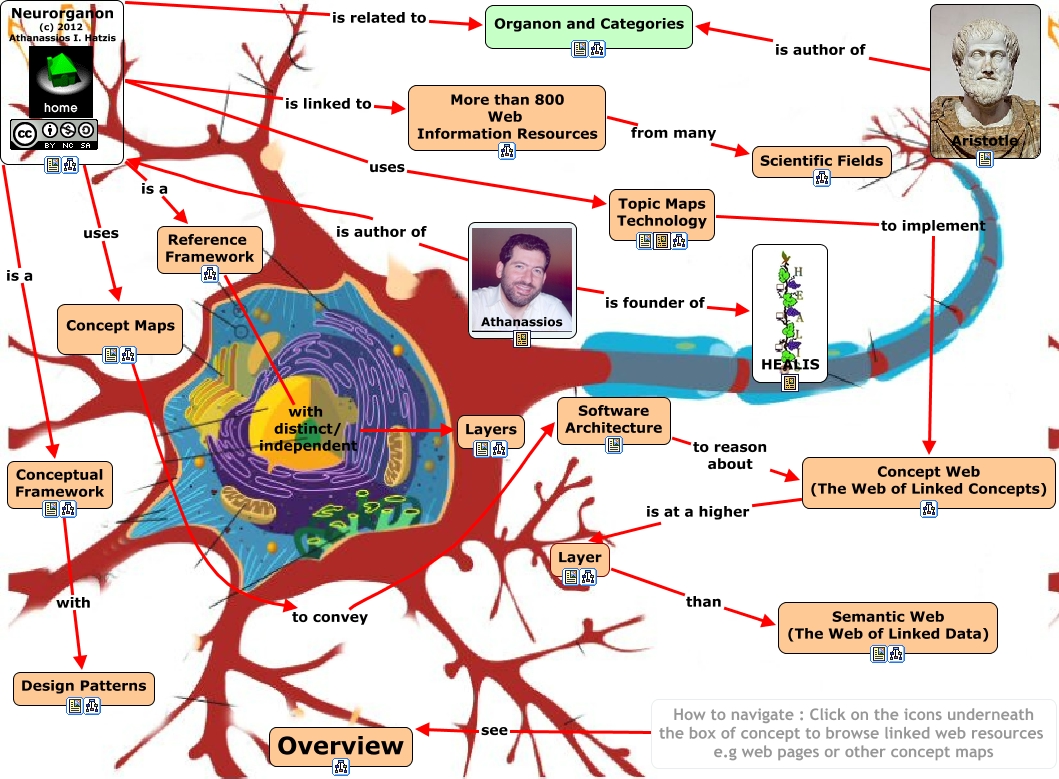 Neurorganon
(c) 2012
Athanassios I. Hatzis
home
CC
BY NC SA
is related to
Organon and Categories
is author of
Aristotle
is linked to
More than 800
Web
Information Resources
from many
Scientific Fields
uses
Topic Maps
Technology
to implement
is a
Reference
Framework
is author of
Athanassios
is founder of
HEALIS
HEALIS
uses
is a
Concept Maps
with
distinct/
independent
Layers
Software
Architecture
to reason
about
Concept Web
(The Web of Linked Concepts)
Conceptual
Framework
is at a higher
Layer
than
Semantic Web
(The Web of Linked Data)
with
to convey
Design Patterns
Overview
see
How to navigate : Click on the icons underneath
the box of concept to browse linked web resources
e.g web pages or other concept maps